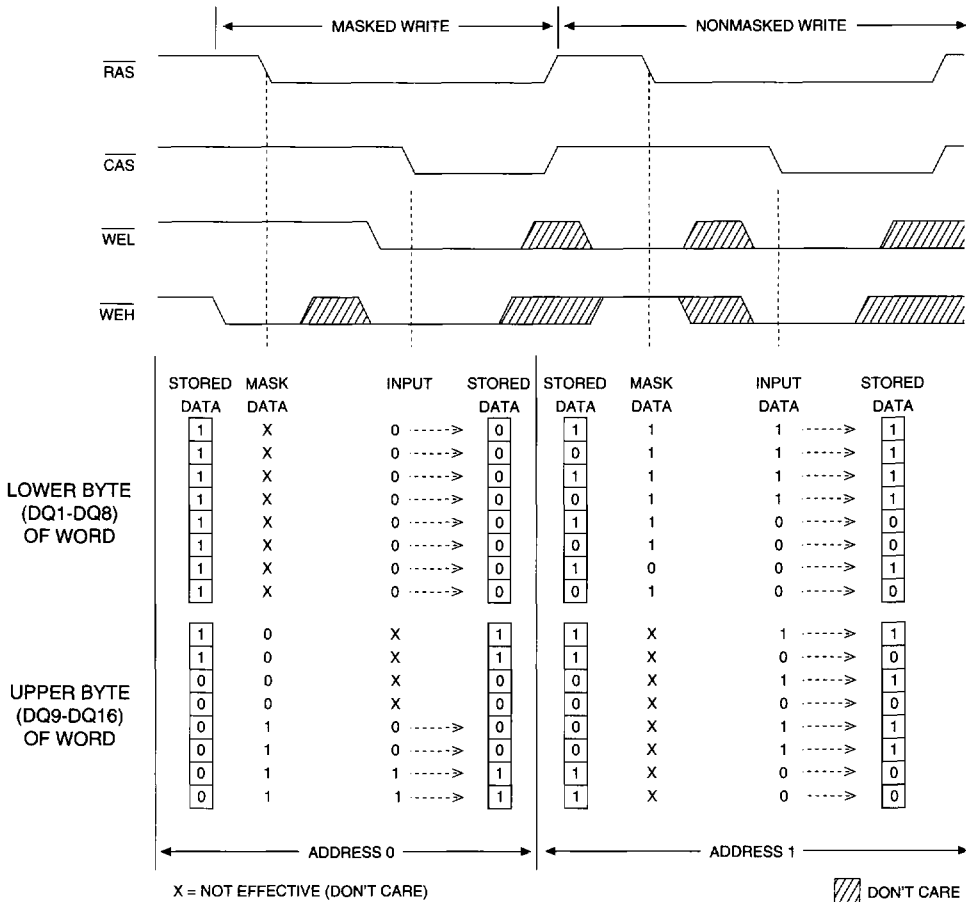 MASKED WRITE NONMASKED WRITE
RAS
CAS
WEL
WEH
STORED MASK INPUT STORED STORED MASK INPUT STORED
DATA DATA DATA DATA DATA DATA DATA
1 X 0 0 1 1 1 1
1 X 0 0 0 1 1 1
1 X 0 0 1 1 1 1
1 X 0 0 0 1 1 1
1 X 0 0 1 1 0 0
1 X 0 0 0 1 0 0
1 X 0 0 1 0 0 1
1 X 0 0 0 1 0 0
LOWER BYTE
(DQ1-DQ8)
OF WORD
1 0 X 1 1 X 1 1
1 0 X 1 1 X 0 0
0 0 X 0 0 X 1 1
0 0 X 0 0 X 0 0
0 1 0 0 0 X 1 1
0 1 0 0 0 X 1 1
0 1 1 1 1 X 0 0
0 1 1 1 1 X 0 0
UPPER BYTE
(DQ9-DQ16)
OF WORD
ADDRESS 0 ADDRESS 1
X = NOT EFFECTIVE (DON'T CARE) DON'T CARE